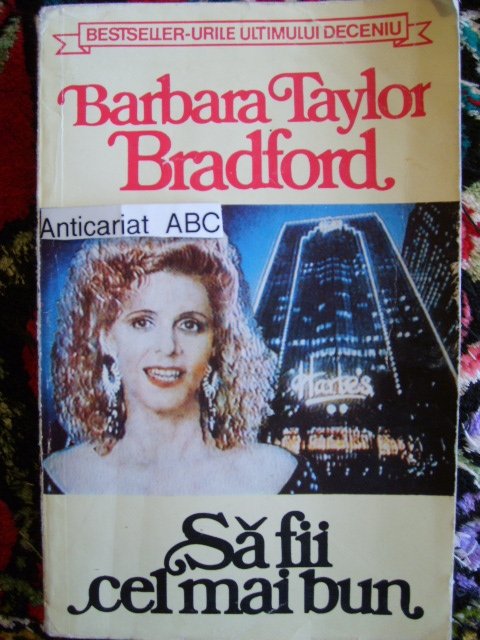 BESTSELLER-URILE ULTIMULUI DECENIU
Barbara Taylor
Bradford
Anticariat ABC
Harte's
Să fii
cel mai bun